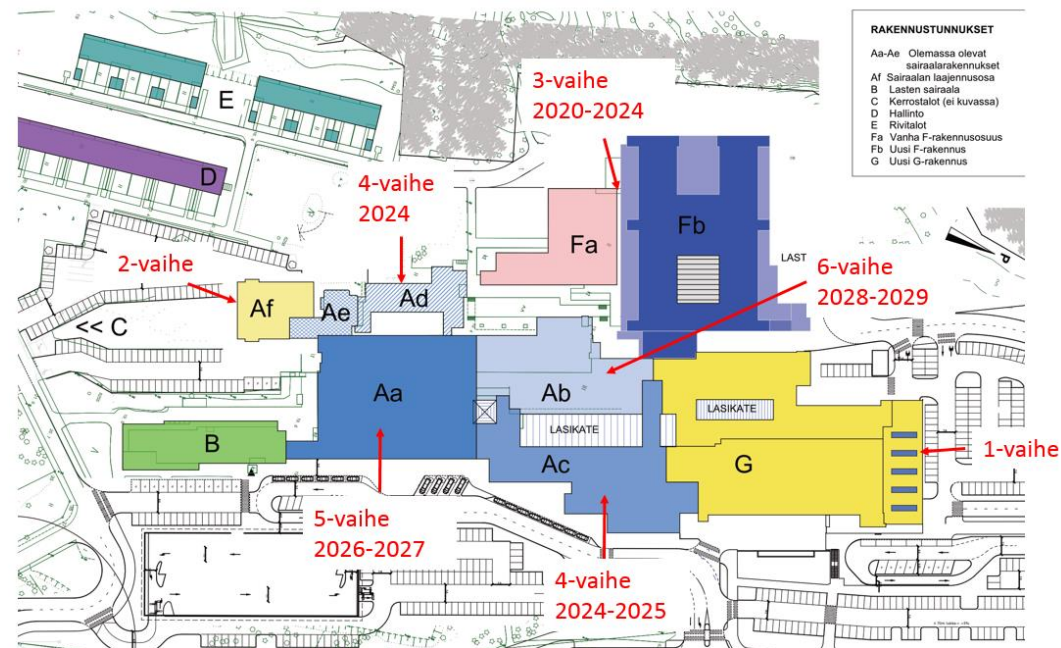 RAKENNUSTUNNUKSET
Aa-Ae Olemassa olevat
sairaalarakennukset
Af Sairaalan laajennusosa
B Lasten sairaala
C Kerrostalot (ei kuvassa)
D Hallinto
E Rivitalot
Fa Vanha F-rakennusosuus
Fb Uusi F-rakennus
G Uusi G-rakennus
3-vaihe
2020-2024
E
D
4-vaihe
2024
Fa
Fb
LAST
P
6-vaihe
2028-2029
2-vaihe
Af
Ae
Ad
<< C
Aa
Ab
LASIKATE
LASIKATE
B
Ac
G
1-vaihe
5-vaihe
2026-2027
4-vaihe
2024-2025